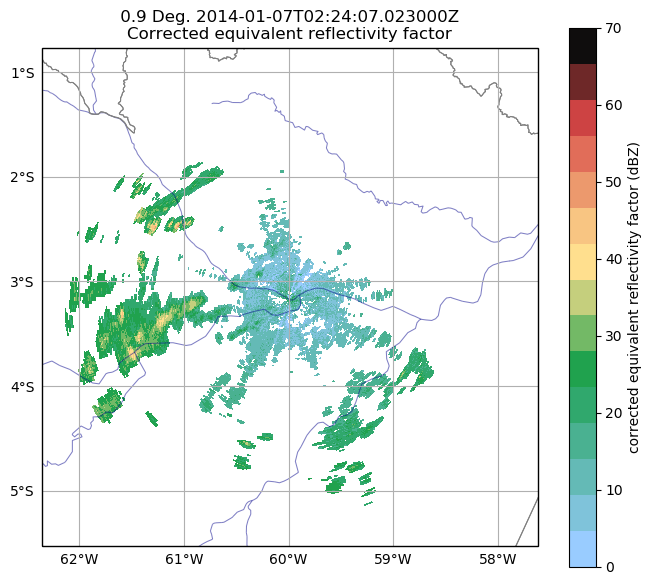 0.9 Deg. 2014-01-07T02:24:07.023000Z
Corrected equivalent reflectivity factor
1°S
2°S
3°S
4°S
5°S
62°W 61°W 60°W 59°W 58°W
70
60
50
40
30
20
10
0
corrected equivalent reflectivity factor (dBZ)